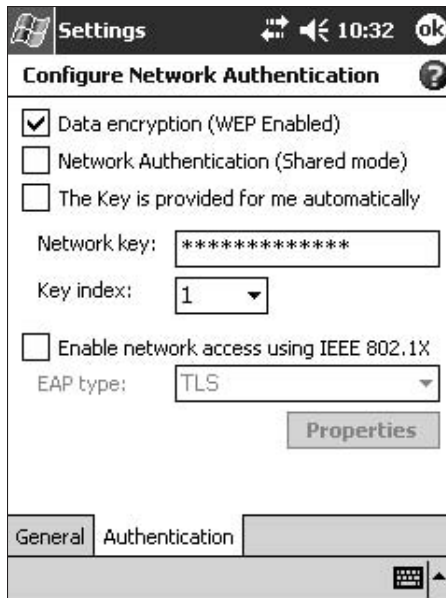 Settings 10:32 ok
Configure Network Authentication ?
Data encryption (WEP Enabled)
Network Authentication (Shared mode)
The Key is provided for me automatically
Network key: *************
Key index: 1
Enable network access using IEEE 802.1X
EAP type: TLS
Properties
General Authentication